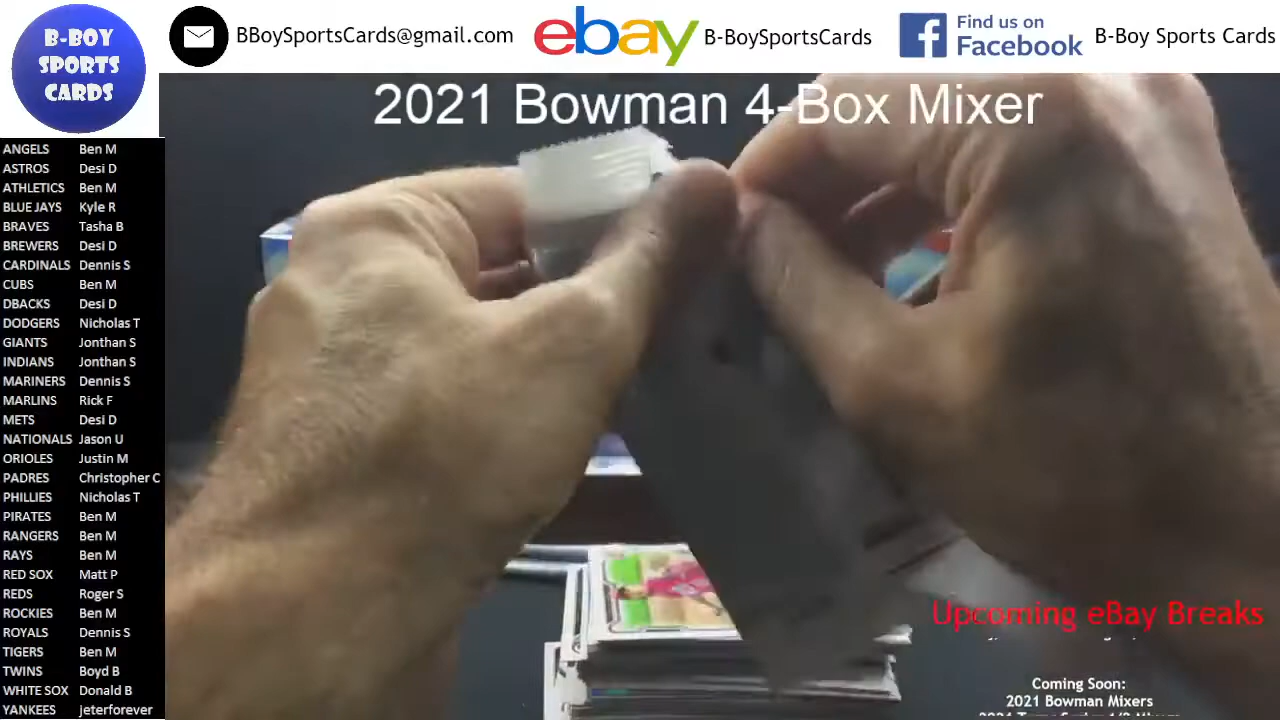 B-BOY
SPORTS
CARDS
BBoySportsCards@gmail.com
ebay
B-BoySportsCards
Find us on
Facebook
B-Boy Sports Cards
2021 Bowman 4-Box Mixer
ANGELS Ben M
ASTROS Desi D
ATHLETICS Ben M
BLUE JAYS Kyle R
BRAVES Tasha B
BREWERS Desi D
CARDINALS Dennis S
CUBS Ben M
DBACKS Desi D
DODGERS Nicholas T
GIANTS Jonthan S
INDIANS Jonthan S
MARINERS Dennis S
MARLINS Rick F
METS Desi D
NATIONALS Jason U
ORIOLES Justin M
PADRES Christopher C
PHILLIES Nicholas T
PIRATES Ben M
RANGERS Ben M
RAYS Ben M
RED SOX Matt P
REDS Roger S
ROCKIES Ben M
ROYALS Dennis S
TIGERS Ben M
TWINS Boyd B
WHITE SOX Donald B
YANKEES jeterforever
Upcoming eBay Breaks
Coming Soon:
2021 Bowman Mixers